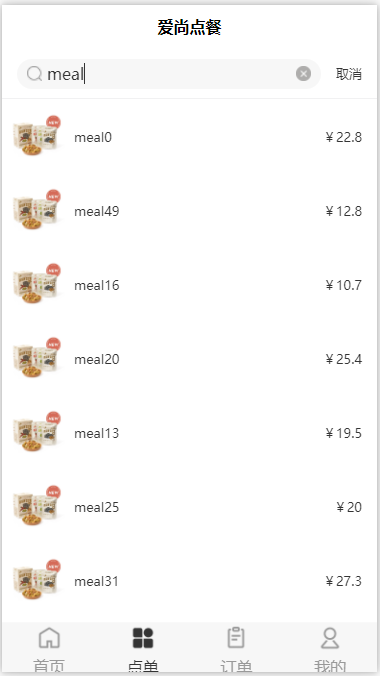 爱尚点餐
meal 取消
meal0 ￥22.8
meal49 ￥12.8
meal16 ￥10.7
meal20 ￥25.4
meal13 ￥19.5
meal25 ￥20
meal31 ￥27.3
首页 点单 订单 我的